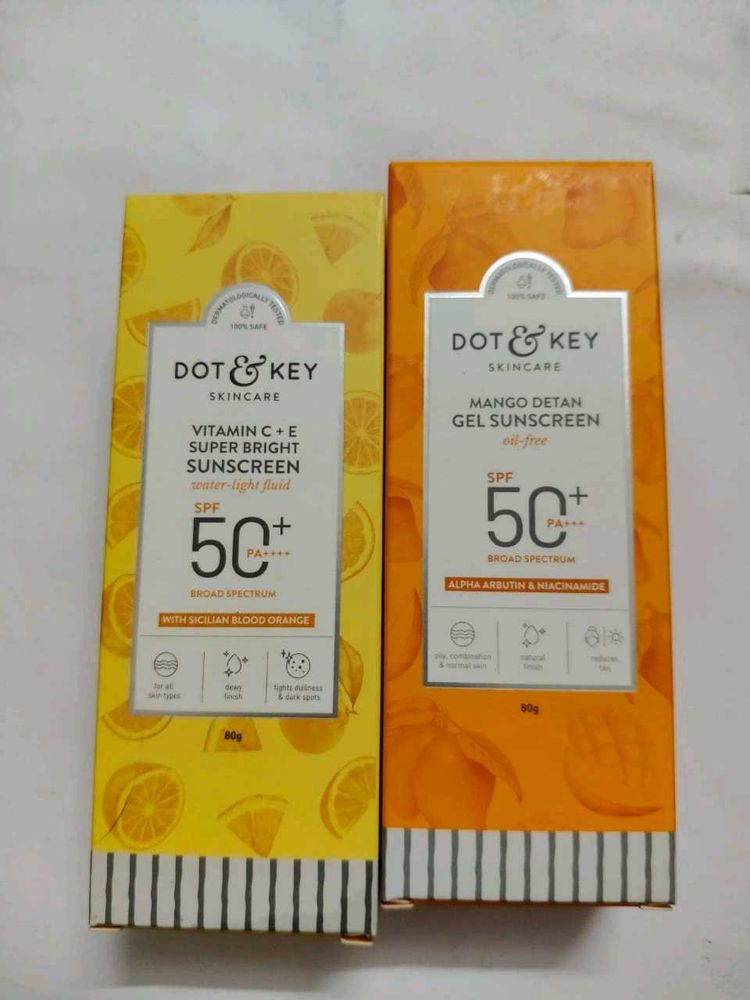 DERMATOLOGICALLY TESTED
100% SAFE
DOT & KEY
SKINCARE
VITAMIN C + E
SUPER BRIGHT
SUNSCREEN
water-light fluid
SPF
50+
PA++++
BROAD SPECTRUM
WITH SICILIAN BLOOD ORANGE
for all
skin types
dewy
finish
fights dullness
& dark spots
80g
DERMATOLOGICALLY TESTED
100% SAFE
DOT & KEY
SKINCARE
MANGO DETAN
GEL SUNSCREEN
oil-free
SPF
50+
PA+++
BROAD SPECTRUM
ALPHA ARBUTIN & NIACINAMIDE
oily, combination
& normal skin
natural
finish
reduces
tan
80g